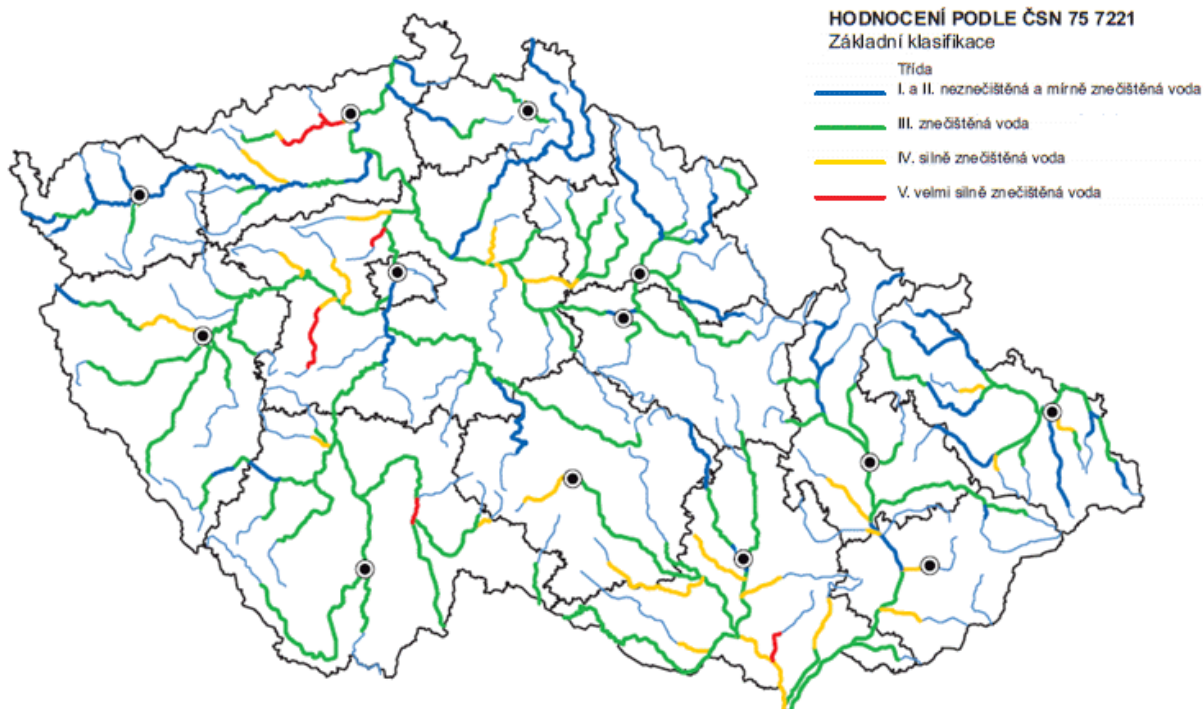 HODNOCENÍ PODLE ČSN 75 7221
Základní klasifikace
Třída
I. a II. neznečištěná a mírně znečištěná voda
III. znečištěná voda
IV. silně znečištěná voda
V. velmi silně znečištěná voda